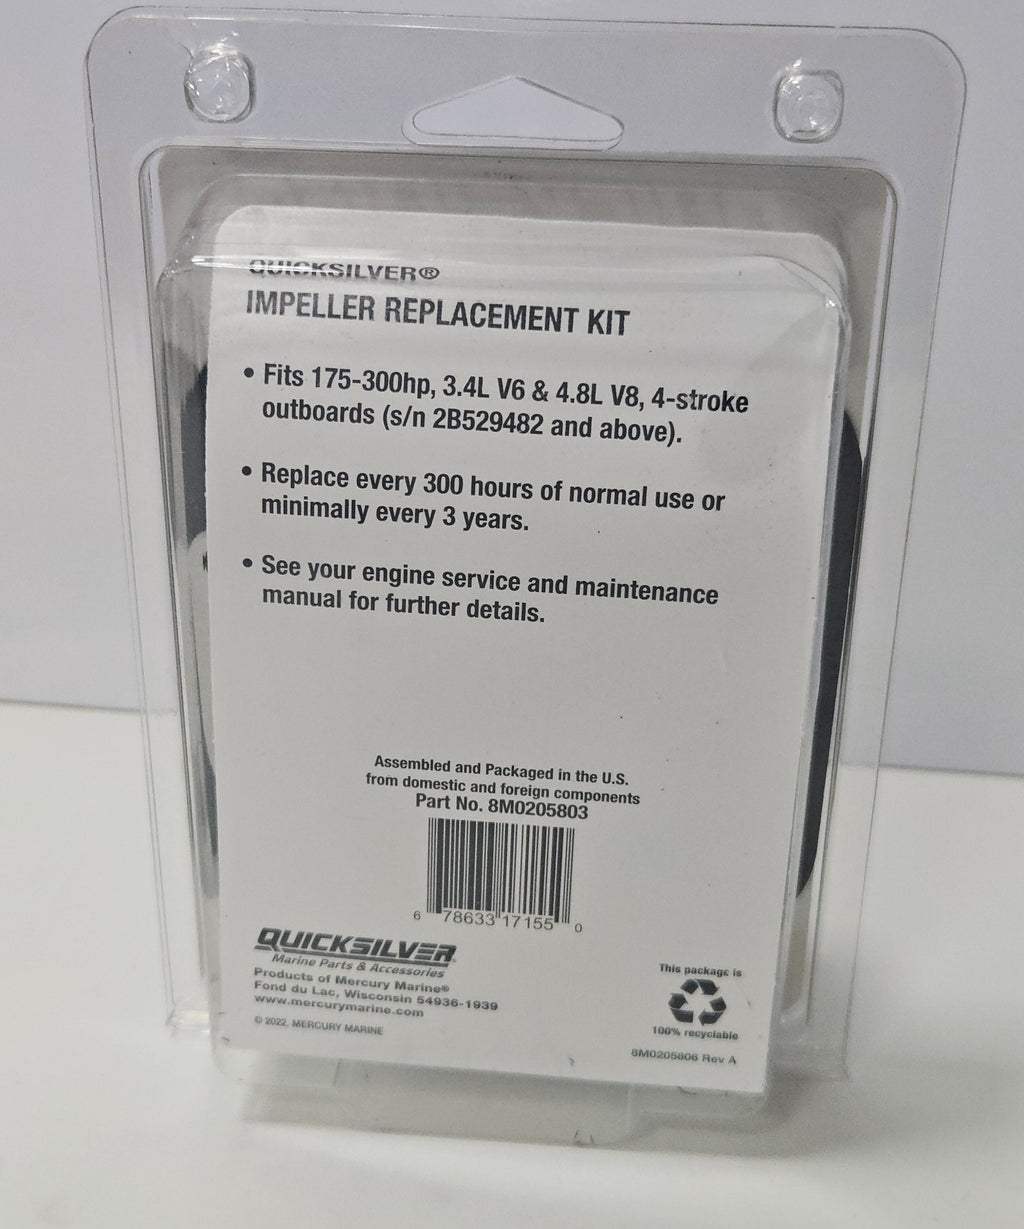 QUICKSILVER®
IMPELLER REPLACEMENT KIT
• Fits 175-300hp, 3.4L V6 & 4.8L V8, 4-stroke
outboards (s/n 2B529482 and above).
• Replace every 300 hours of normal use or
minimally every 3 years.
• See your engine service and maintenance
manual for further details.
Assembled and Packaged in the U.S.
from domestic and foreign components
Part No. 8M0205803
6 78633 17155 0
QUICKSILVER
Marine Parts & Accessories
Products of Mercury Marine®
Fond du Lac, Wisconsin 54936-1939
www.mercurymarine.com
© 2022, MERCURY MARINE
This package is
100% recyclable
8M0205806 Rev A